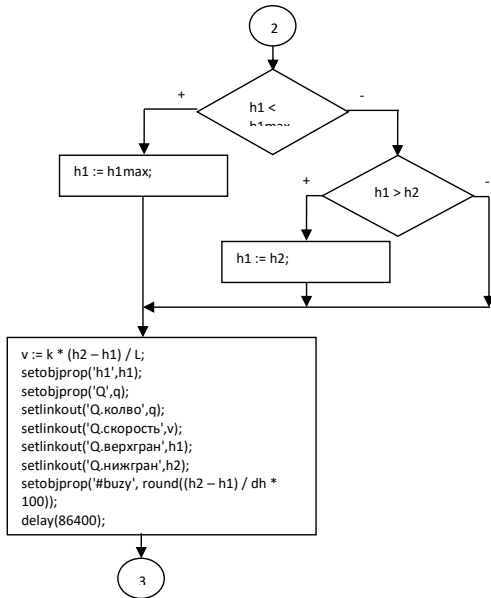 2
+
-
h1 <
h1max
h1 := h1max;
+
-
h1 > h2
h1 := h2;
v := k * (h2 – h1) / L;
setobjprop('h1',h1);
setobjprop('Q',q);
setlinkout('Q.колво',q);
setlinkout('Q.скорость',v);
setlinkout('Q.верхгран',h1);
setlinkout('Q.нижгран',h2);
setobjprop('#buzy', round((h2 – h1) / dh *
100));
delay(86400);
3